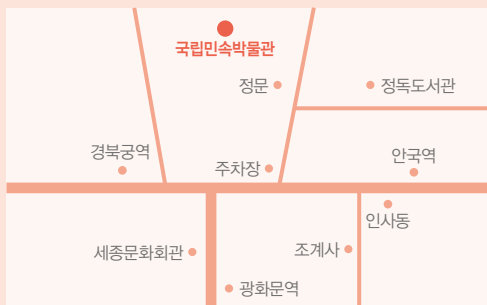 국립민속박물관
정문
정독도서관
경복궁역
주차장
안국역
인사동
세종문화회관
조계사
광화문역